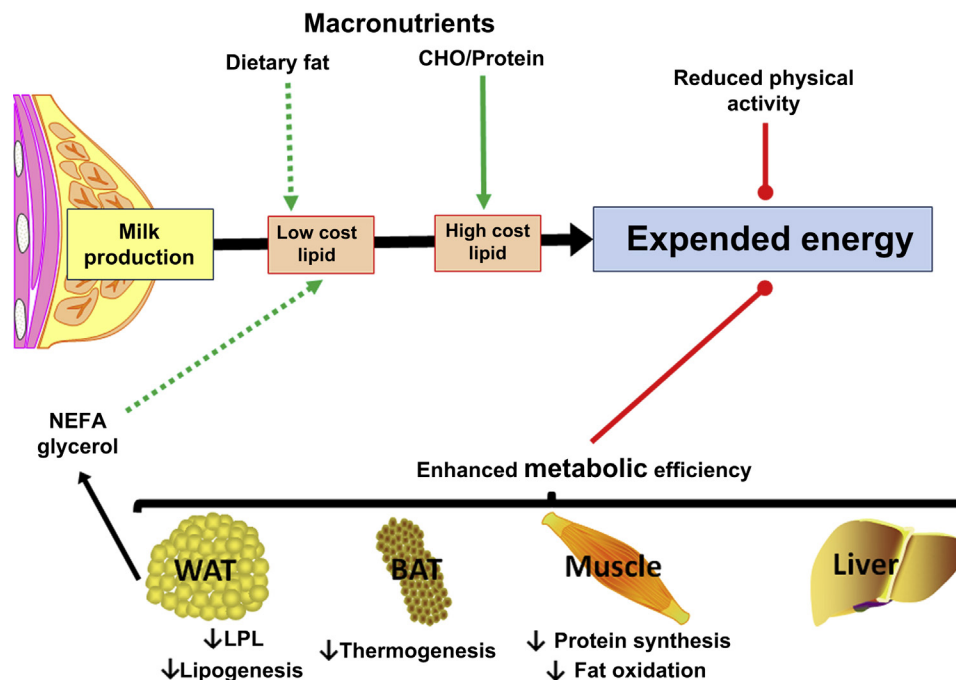 Macronutrients
Dietary fat
CHO/Protein
Reduced physical
activity
Milk
production
Low cost
lipid
High cost
lipid
Expended energy
NEFA
glycerol
Enhanced metabolic efficiency
WAT
BAT
Muscle
Liver
↓LPL
↓Lipogenesis
↓Thermogenesis
↓ Protein synthesis
↓ Fat oxidation